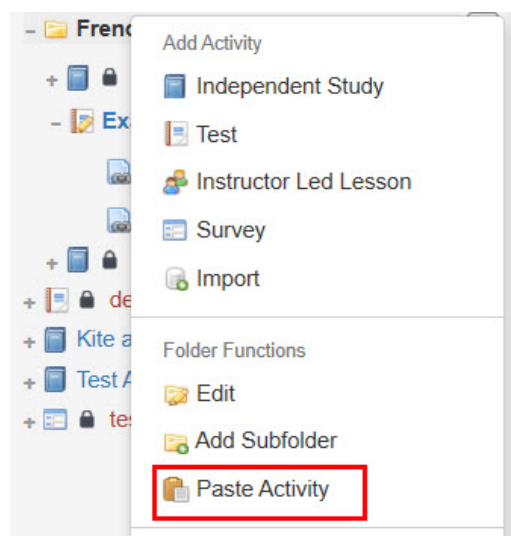 Frenc
Add Activity
Independent Study
Ex
Test
Instructor Led Lesson
Survey
Import
de
Kite a
Folder Functions
Test A
Edit
tes
Add Subfolder
Paste Activity